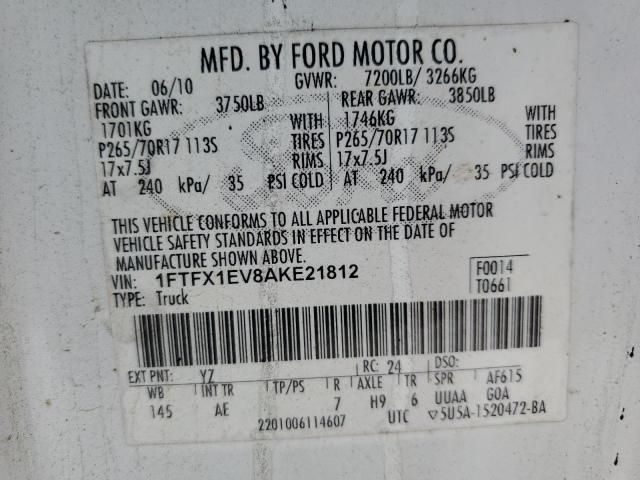 MFD. BY FORD MOTOR CO.
DATE: 06/10 GVWR: 7200LB/ 3266KG
FRONT GAWR: 3750LB REAR GAWR: 3850LB
1701KG WITH 1746KG WITH
P265/70R17 113S TIRES P265/70R17 113S TIRES
17x7.5J RIMS 17x7.5J RIMS
AT 240 kPa/ 35 PSI COLD AT 240 kPa/ 35 PSI COLD
THIS VEHICLE CONFORMS TO ALL APPLICABLE FEDERAL MOTOR
VEHICLE SAFETY STANDARDS IN EFFECT ON THE DATE OF
MANUFACTURE SHOWN ABOVE.
VIN: 1FTFX1EV8AKE21812 F0014
TYPE: Truck T0661
EXT PNT: YZ RC: 24 DSO:
WB INT TR TP/PS R AXLE TR SPR AF615
145 AE 7 H9 6 UUAA GOA
2201006114607 UTC ▽5U5A-1520472-BA